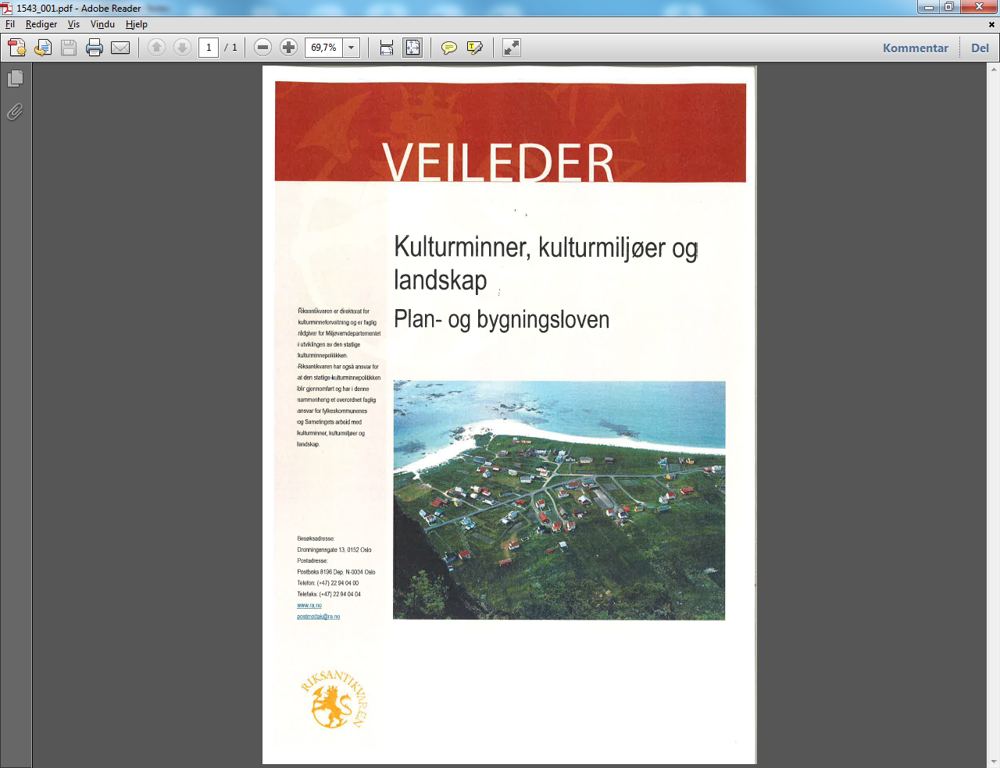 1543_001.pdf - Adobe Reader
Fil Rediger Vis Vindu Hjelp
1 / 1 69,7% Kommentar Del
VEILEDER
Kulturminner, kulturmiljøer og
landskap
Plan- og bygningsloven
Riksantikvaren er direktorat for
kulturminneforvaltning og er faglig
rådgiver for Miljøverndepartementet
i utviklingen av den statlige
kulturminnepolitikken.
Riksantikvaren har også ansvar for
at den statlige kulturminnepolitikken
blir gjennomført og har i denne
sammenheng et overordnet faglig
ansvar for fylkeskommunenes
og Sametingets arbeid med
kulturminner, kulturmiljøer og
landskap.
Besøksadresse:
Dronningensgate 13, 0152 Oslo
Postadresse:
Postboks 8196 Dep. N-0034 Oslo
Telefon: (+47) 22 94 04 00
Telefaks: (+47) 22 94 04 04
www.ra.no
postmottak@ra.no
RIKSANTIKVAREN